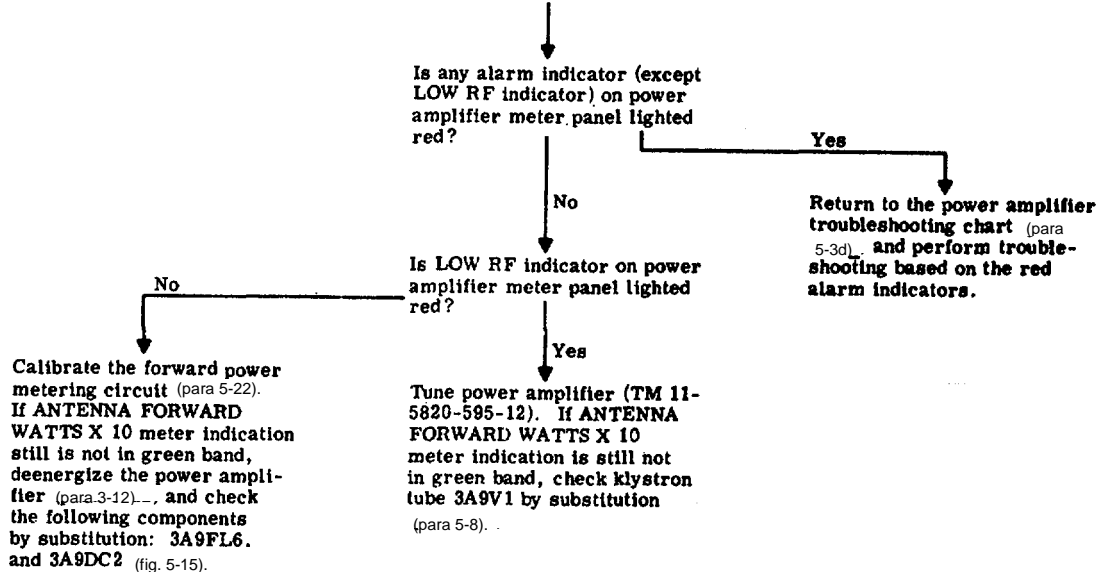 Is any alarm indicator (except
LOW RF indicator) on power
amplifier meter panel lighted
red?
Yes
No
Return to the power amplifier
troubleshooting chart (para
5-3d), and perform trouble-
shooting based on the red
alarm indicators.
Is LOW RF indicator on power
amplifier meter panel lighted
red?
No
Yes
Calibrate the forward power
metering circuit (para 5-22).
If ANTENNA FORWARD
WATTS X 10 meter indication
still is not in green band,
deenergize the power ampli-
fier (para 3-12), and check
the following components
by substitution: 3A9FL6.
and 3A9DC2 (fig. 5-15).
Tune power amplifier (TM 11-
5820-595-12). If ANTENNA
FORWARD WATTS X 10
meter indication is still not
in green band, check klystron
tube 3A9V1 by substitution
(para 5-8).